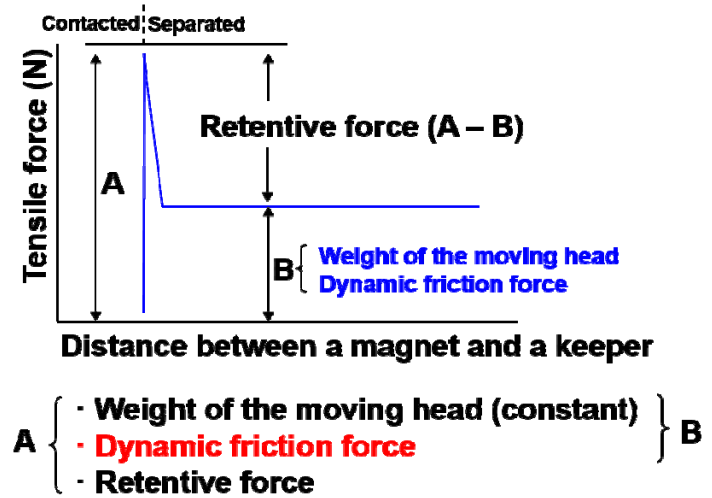 Contacted Separated
Tensile force (N)
A
Retentive force (A – B)
B { Weight of the moving head
Dynamic friction force
Distance between a magnet and a keeper
A { · Weight of the moving head (constant) } B
· Dynamic friction force
· Retentive force